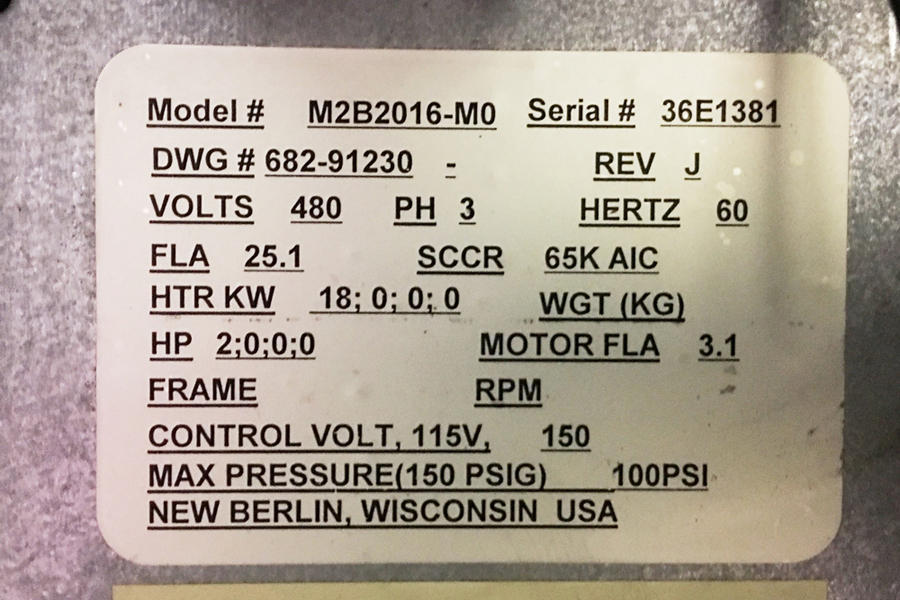 Model # M2B2016-M0 Serial # 36E1381
DWG # 682-91230 - REV J
VOLTS 480 PH 3 HERTZ 60
FLA 25.1 SCCR 65K AIC
HTR KW 18; 0; 0; 0 WGT (KG)
HP 2;0;0;0 MOTOR FLA 3.1
FRAME RPM
CONTROL VOLT, 115V, 150
MAX PRESSURE(150 PSIG) 100PSI
NEW BERLIN, WISCONSIN USA